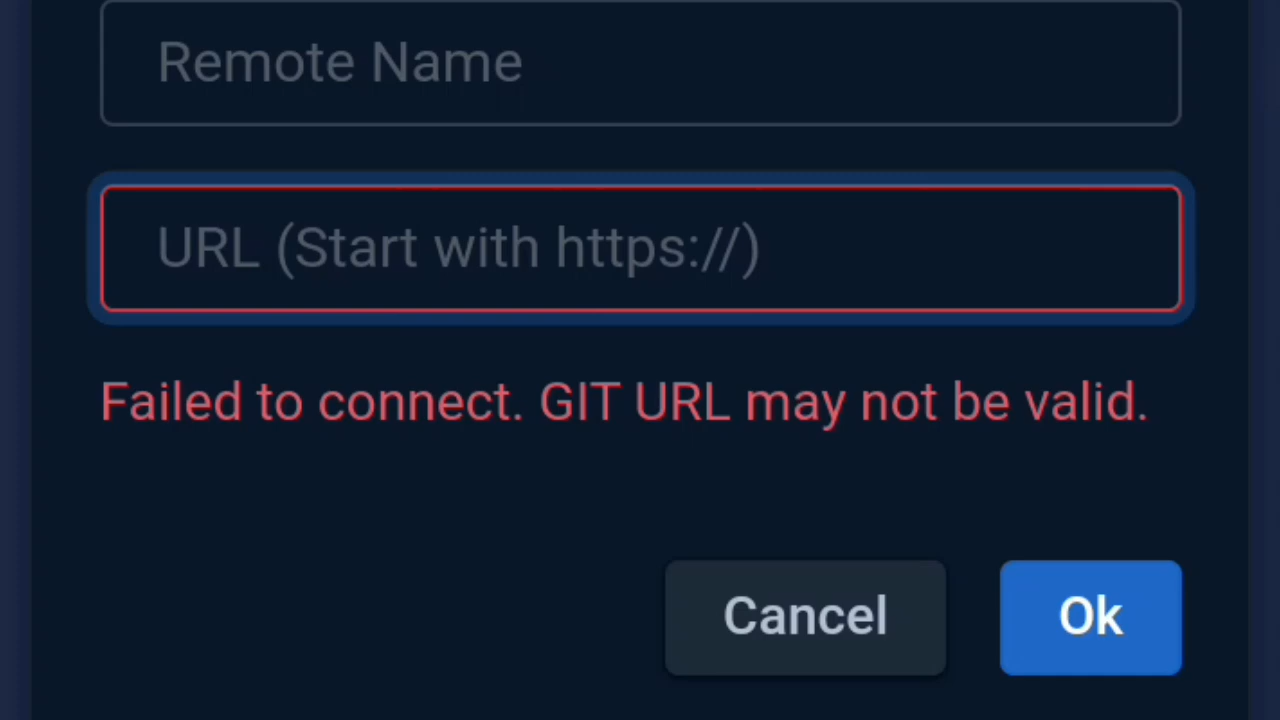 Remote Name
URL (Start with https://)
Failed to connect. GIT URL may not be valid.
Cancel
Ok